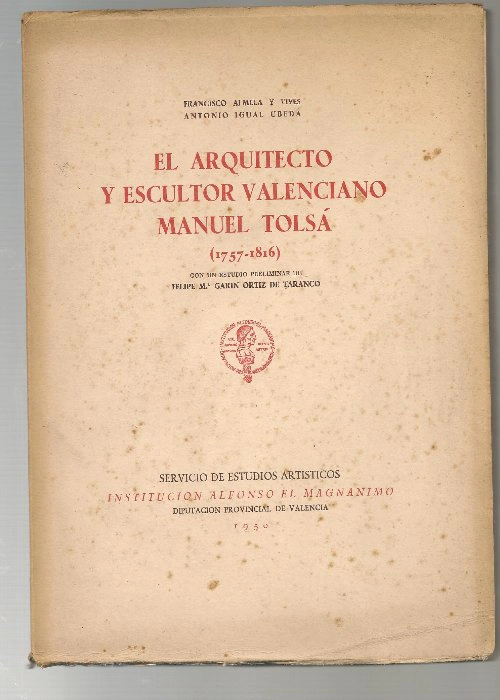 FRANCISCO ALMELA Y VIVES
ANTONIO IGUAL UBEDA
EL ARQUITECTO
Y ESCULTOR VALENCIANO
MANUEL TOLSÁ
(1757-1816)
CON UN ESTUDIO PRELIMINAR DE
FELIPE M.ª GARIN ORTIZ DE TARANCO
SERVICIO DE ESTUDIOS ARTISTICOS
INSTITUCION ALFONSO EL MAGNANIMO
DIPUTACION PROVINCIAL DE VALENCIA
1950